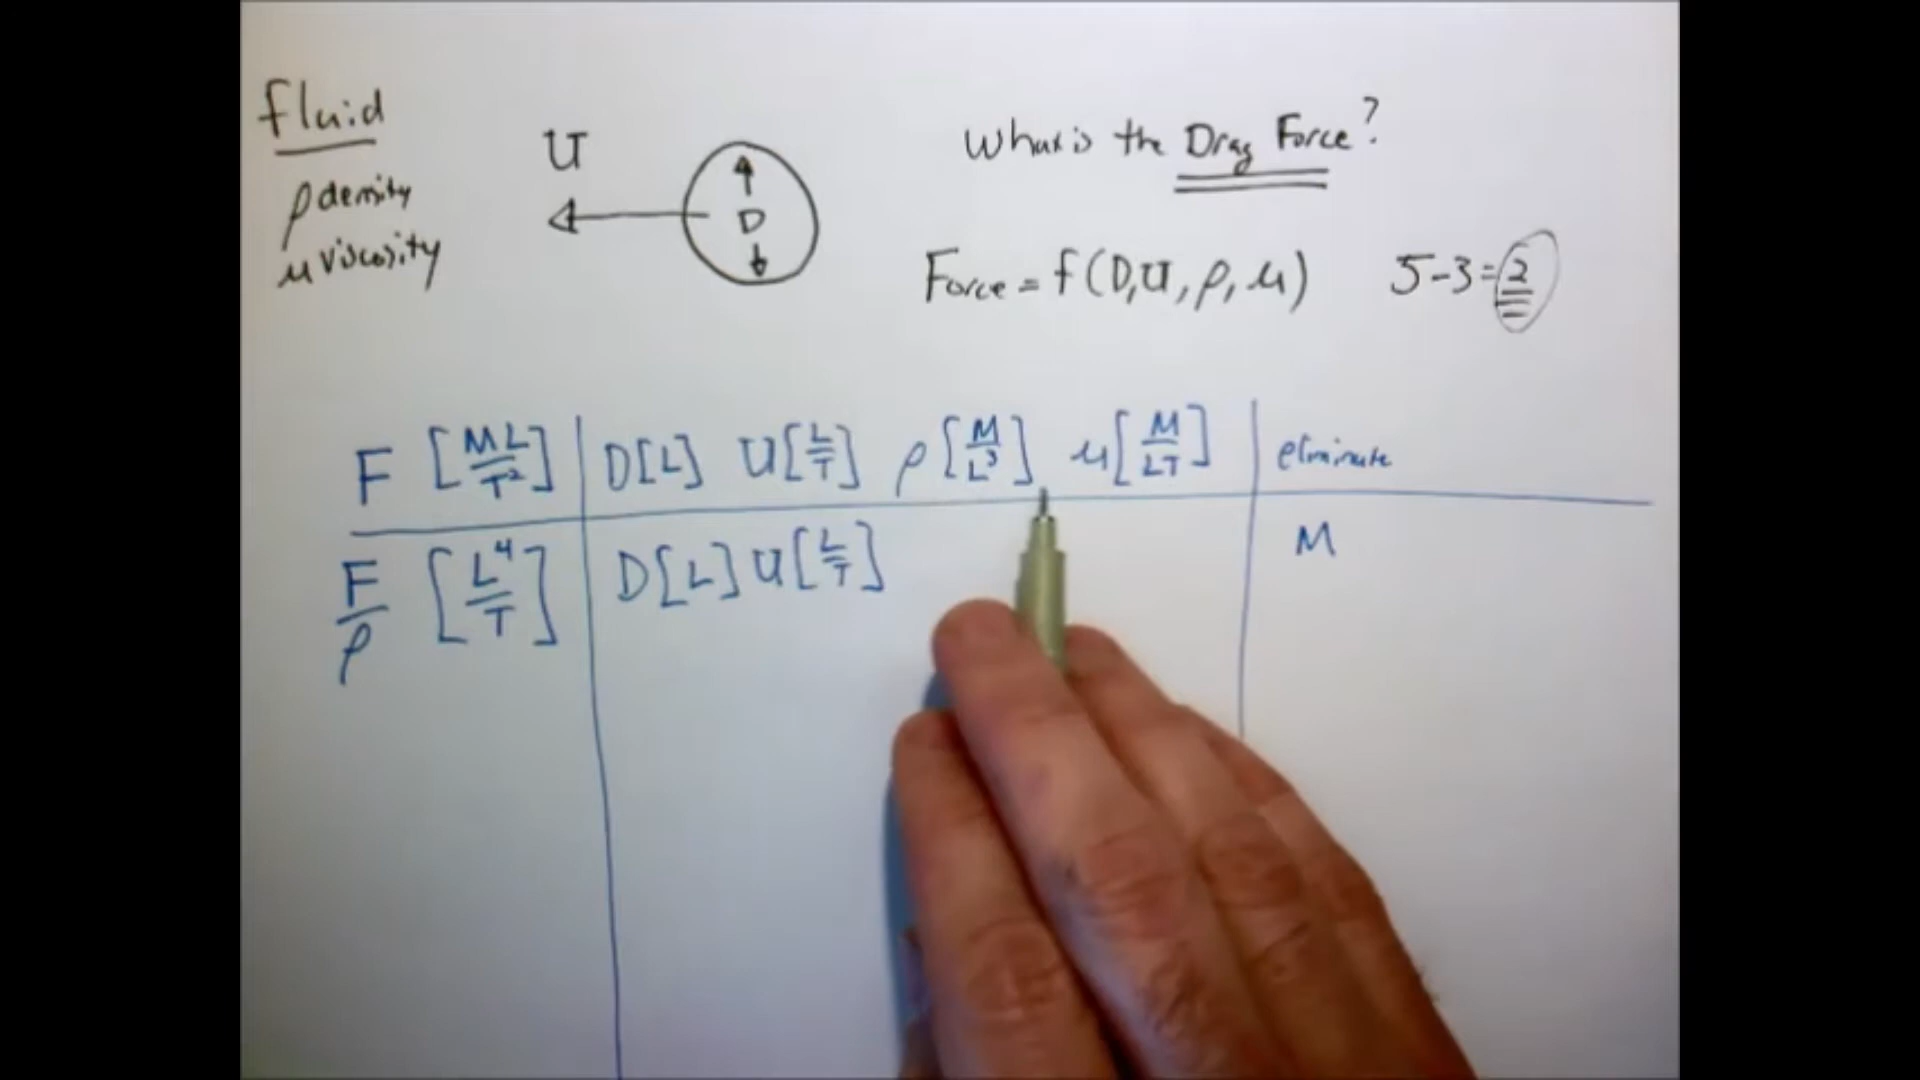 fluid
ρ density
μ viscosity
U
D
What is the Drag Force?
Force = f(D, U, ρ, μ)
5-3=2
F [ML/T²] D[L] U[L/T] ρ[M/L³] μ[M/LT] eliminate
F/ρ [L⁴/T] D[L] U[L/T] M